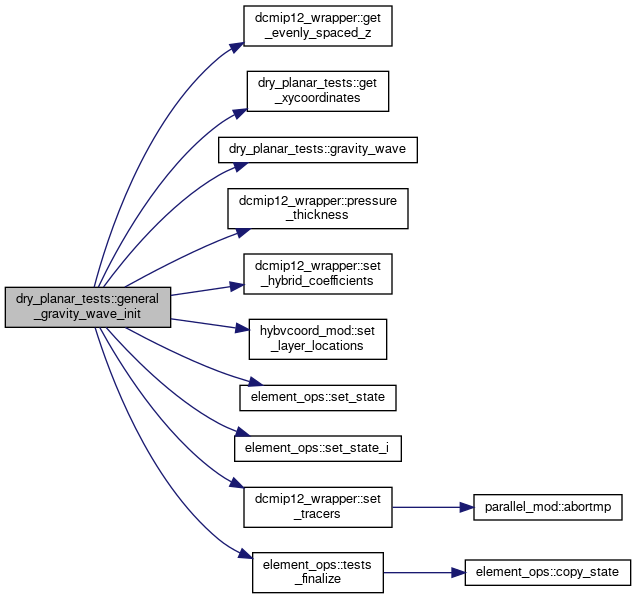 dcmip12_wrapper::get
_evenly_spaced_z
dry_planar_tests::get
_xycoordinates
dry_planar_tests::gravity_wave
dcmip12_wrapper::pressure
_thickness
dcmip12_wrapper::set
_hybrid_coefficients
dry_planar_tests::general
_gravity_wave_init
hybvcoord_mod::set
_layer_locations
element_ops::set_state
element_ops::set_state_i
dcmip12_wrapper::set
_tracers
parallel_mod::abortmp
element_ops::tests
_finalize
element_ops::copy_state